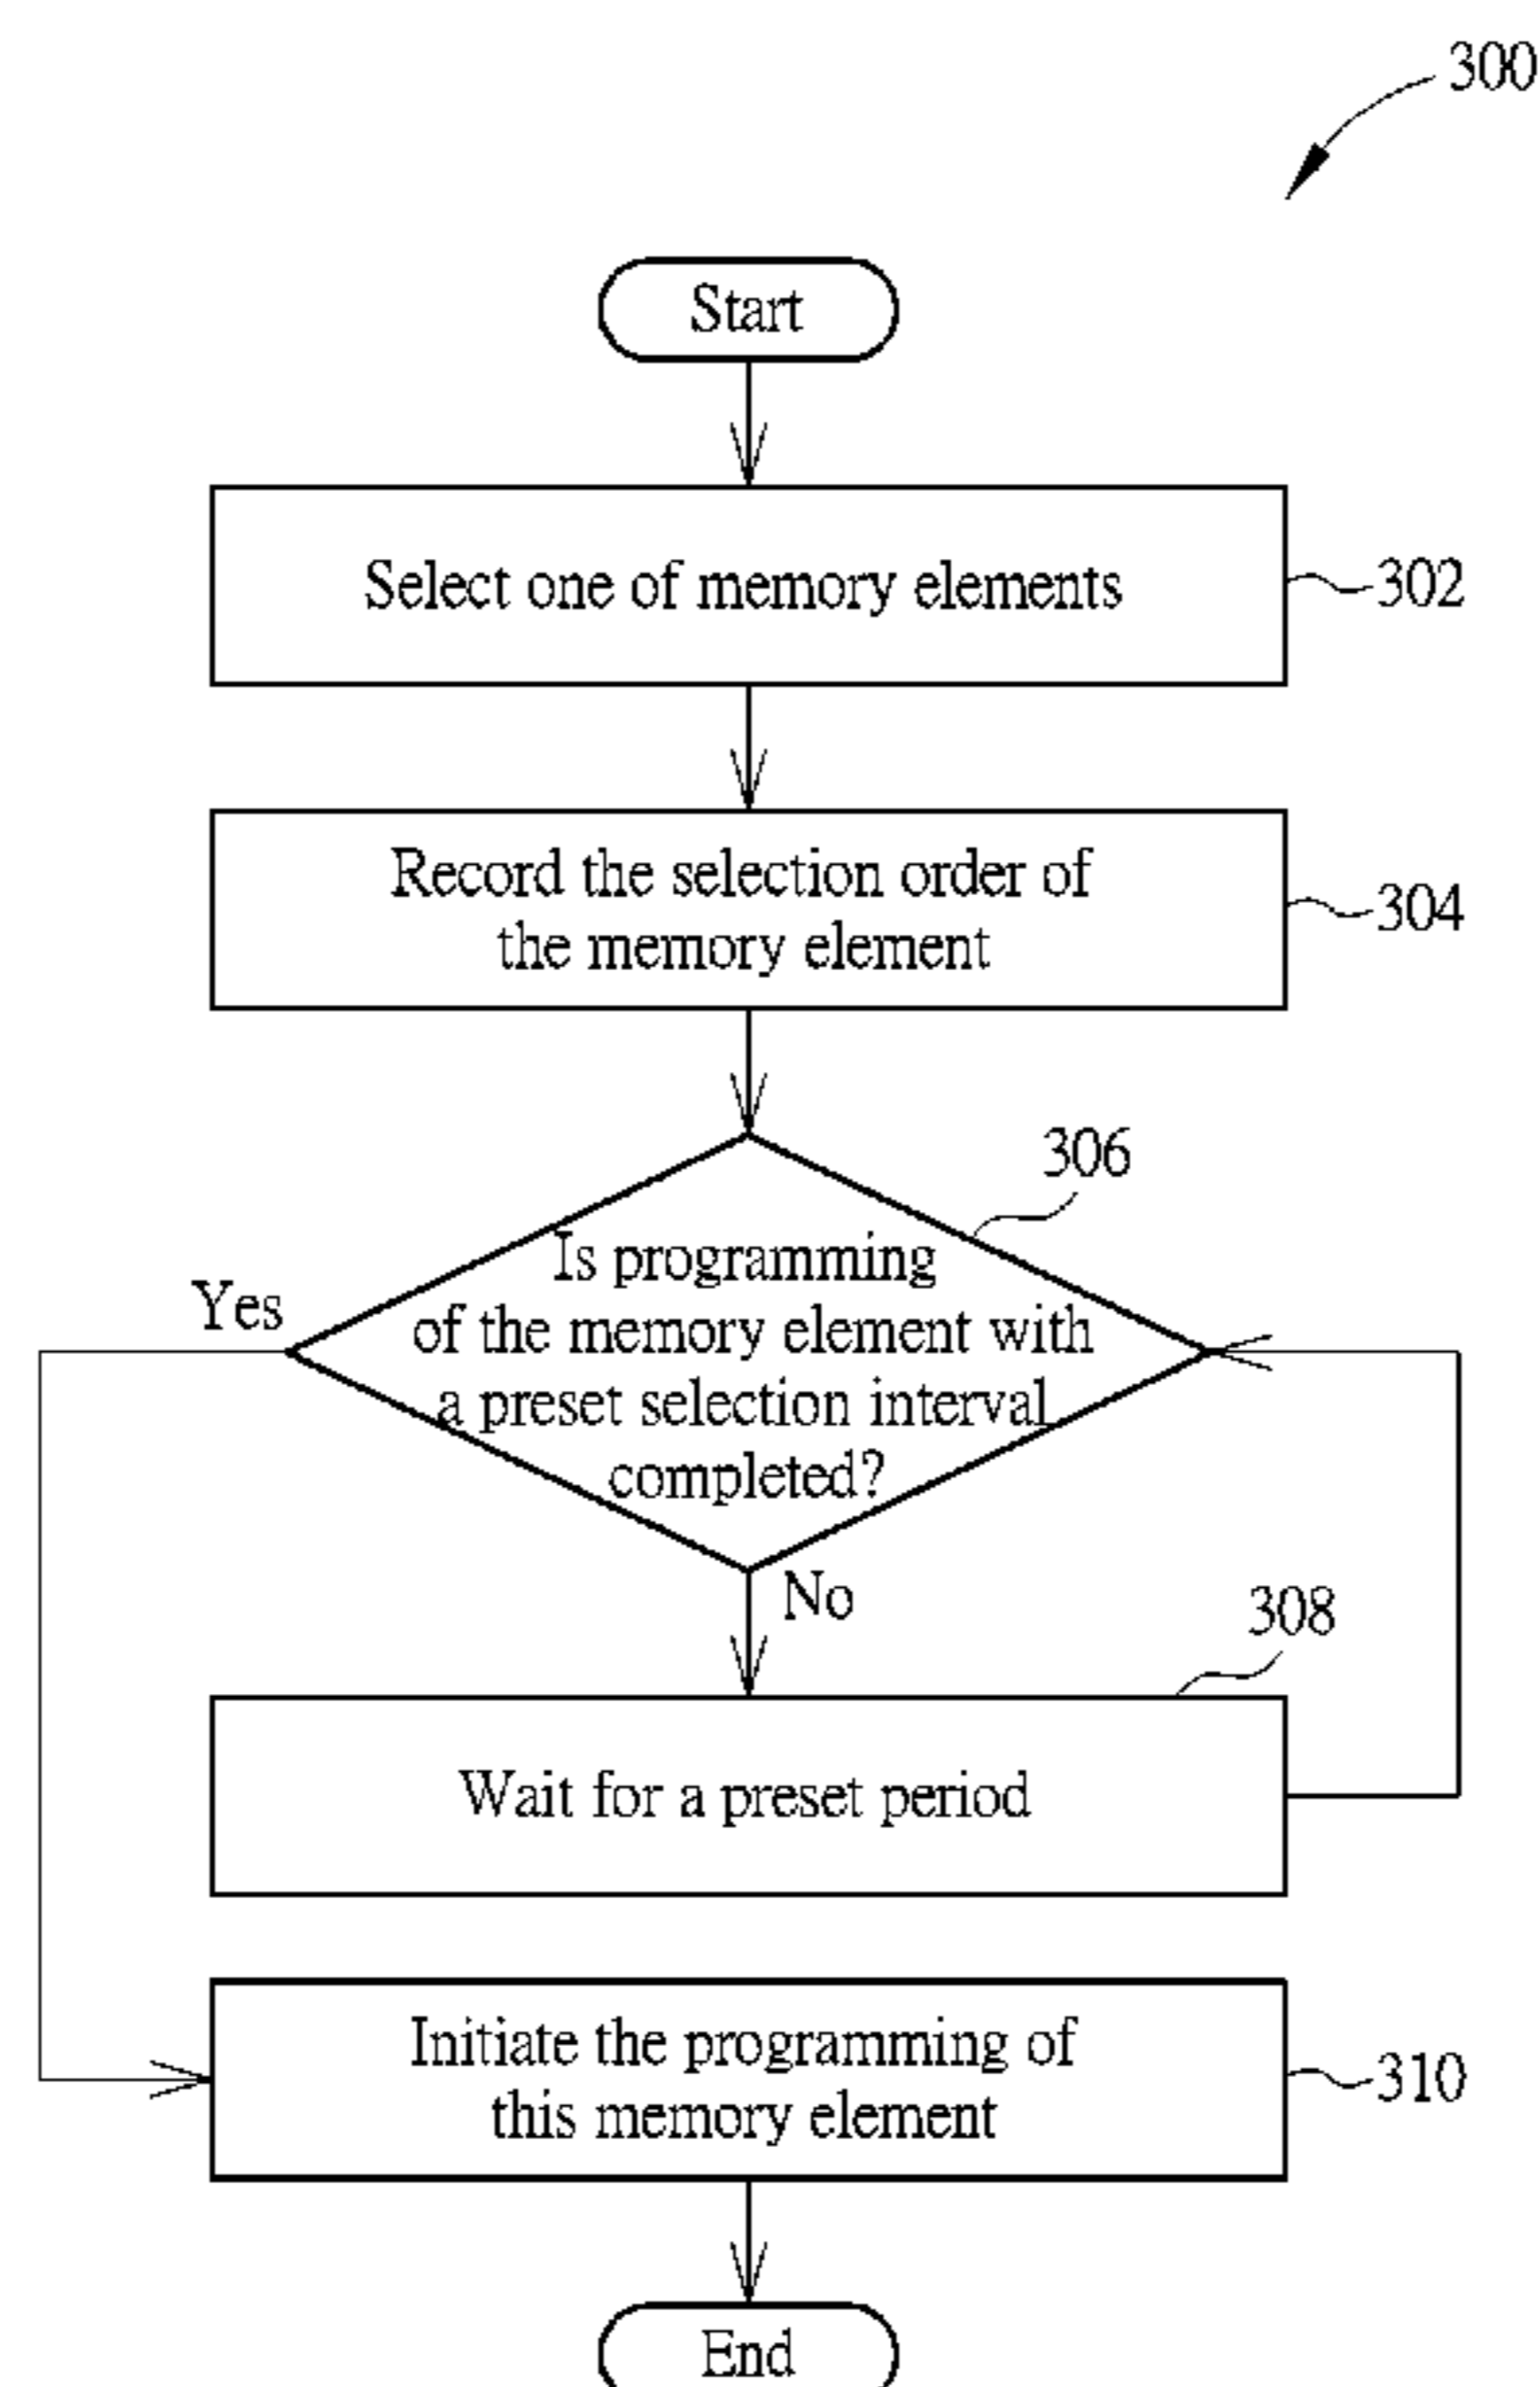 300
Start
Select one of memory elements
302
Record the selection order of
the memory element
304
306
Is programming
of the memory element with
a preset selection interval
completed?
Yes
No
308
Wait for a preset period
Initiate the programming of
this memory element
310
End